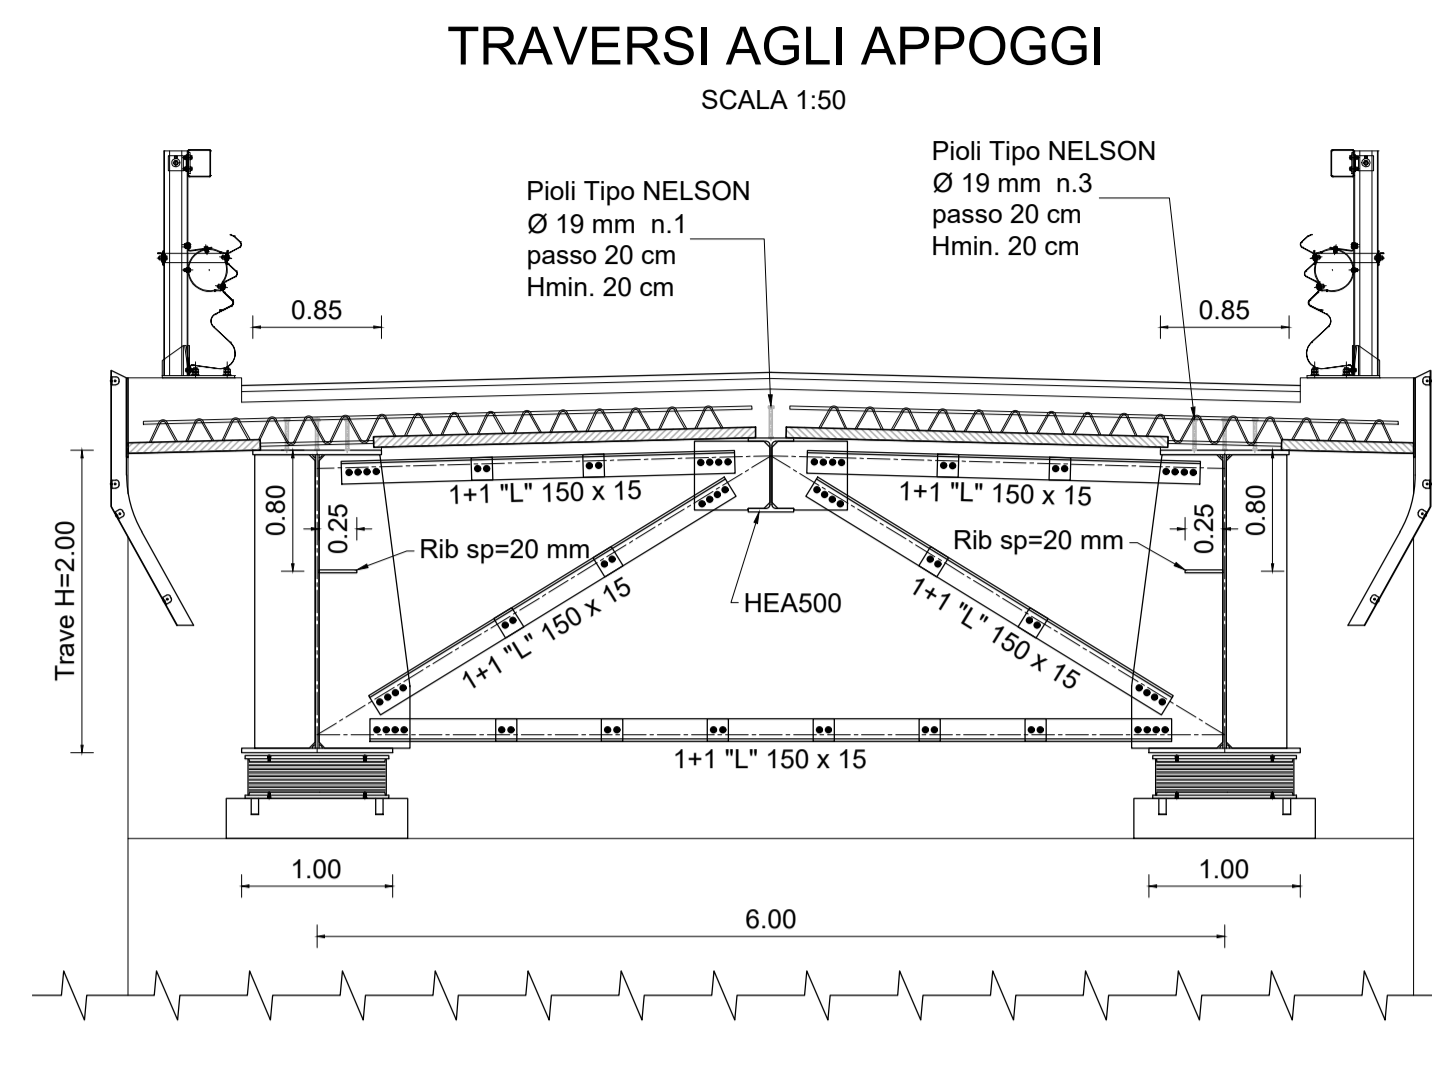 TRAVERSI AGLI APPOGGI
SCALA 1:50
Pioli Tipo NELSON
Ø 19 mm  n.1
passo 20 cm
Hmin. 20 cm
Pioli Tipo NELSON
Ø 19 mm  n.3
passo 20 cm
Hmin. 20 cm
0.85
0.85
1+1 "L" 150 x 15
1+1 "L" 150 x 15
0.80
0.25
Rib sp=20 mm
Rib sp=20 mm
0.25
0.80
Trave H=2.00
1+1 "L" 150 x 15
HEA500
1+1 "L" 150 x 15
1+1 "L" 150 x 15
1.00
1.00
6.00